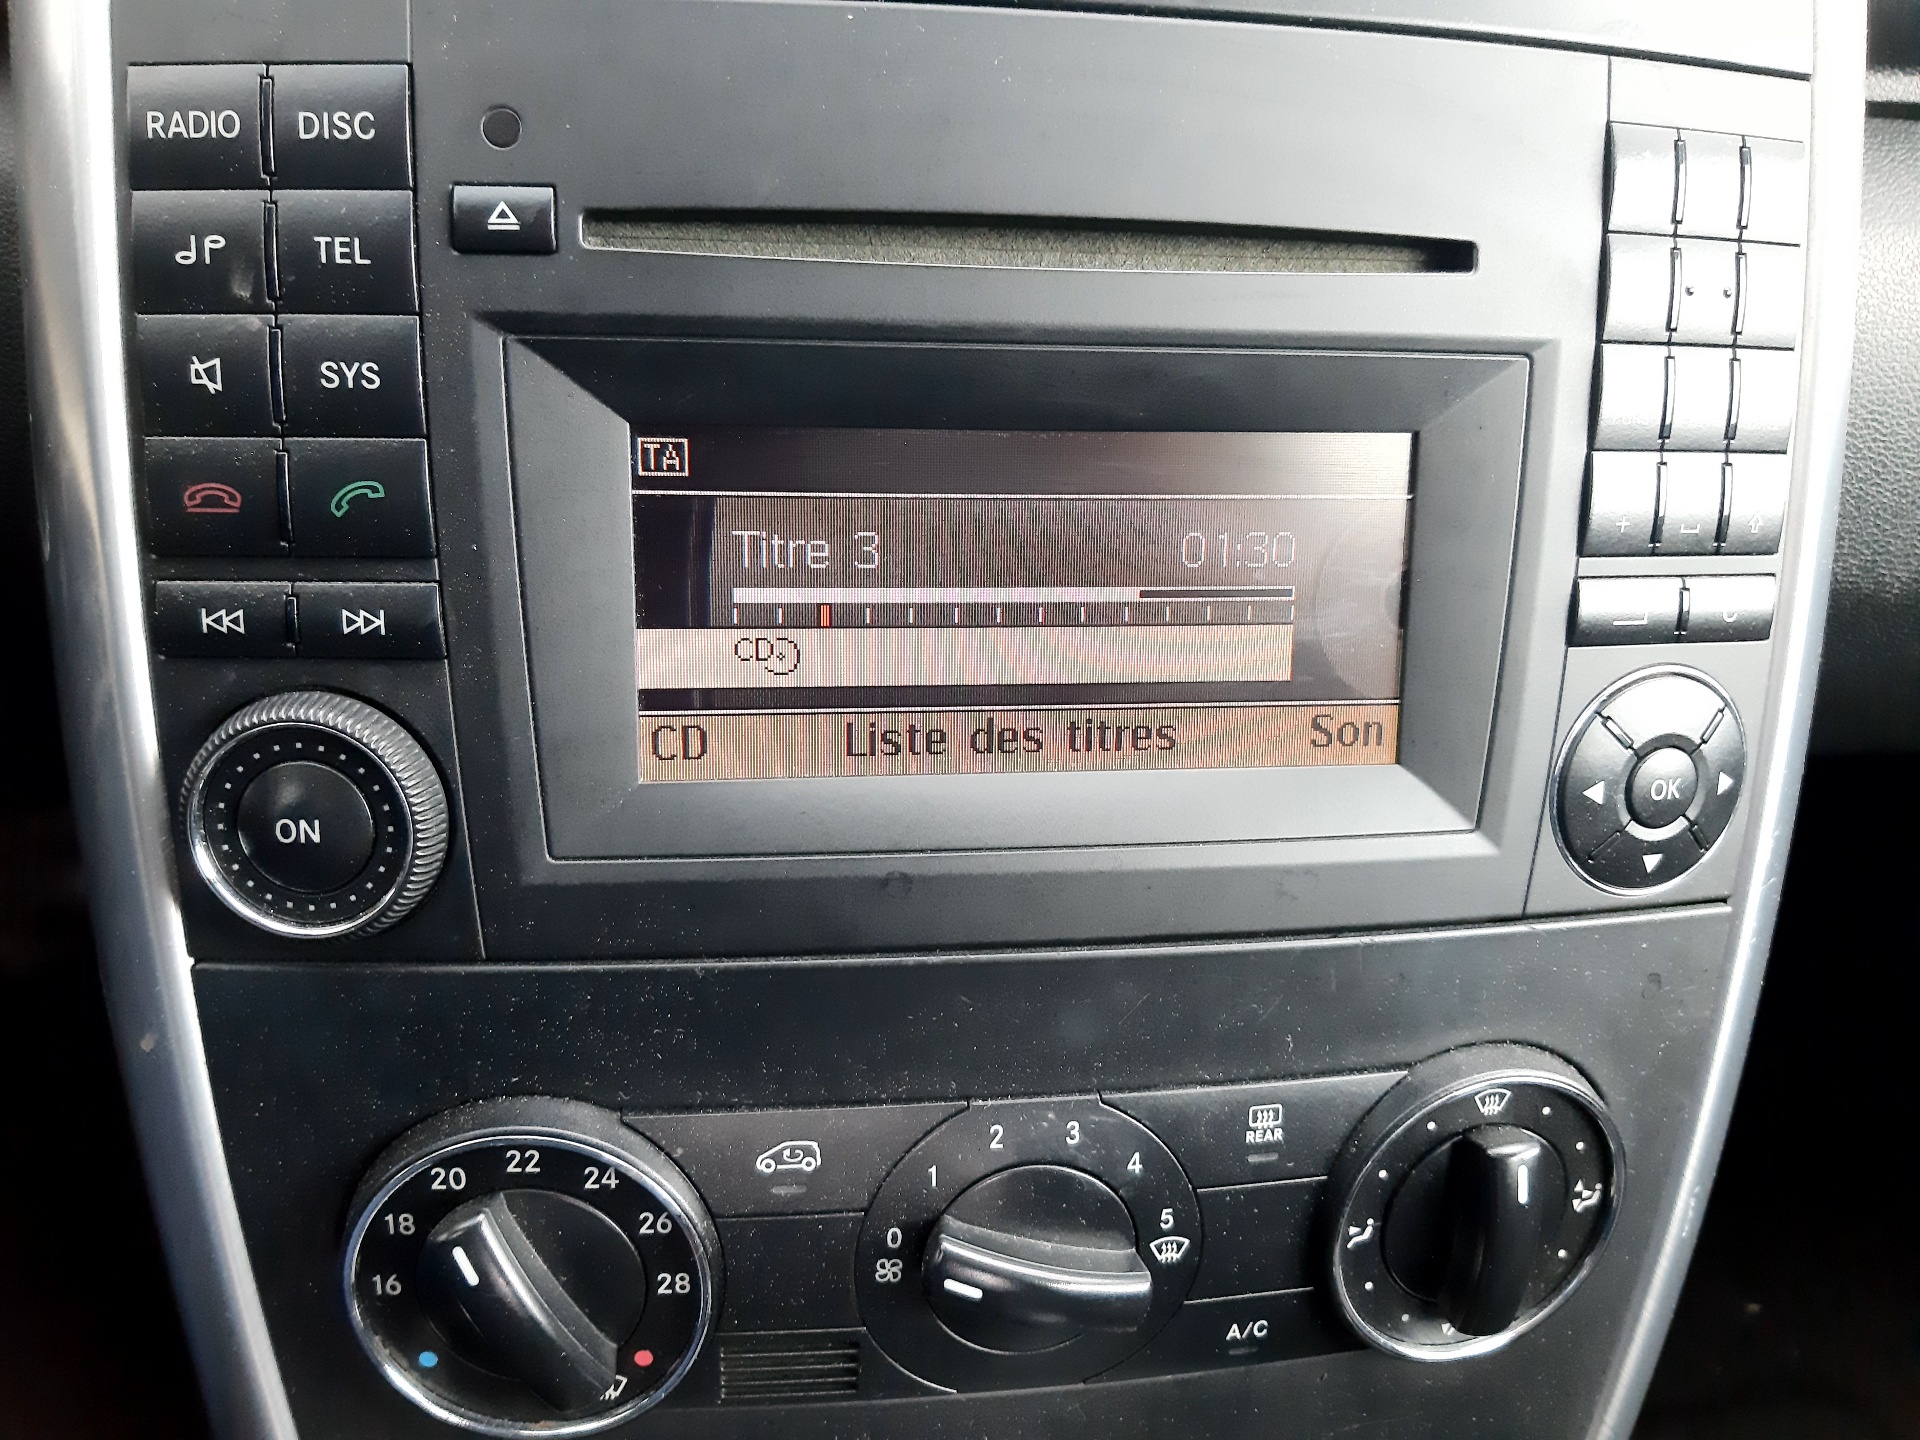 RADIO DISC
TEL
SYS
ON
TA
Titre 3 01:30
CD
CD Liste des titres Son
OK
16 18 20 22 24 26 28
0 1 2 3 4 5
REAR
A/C